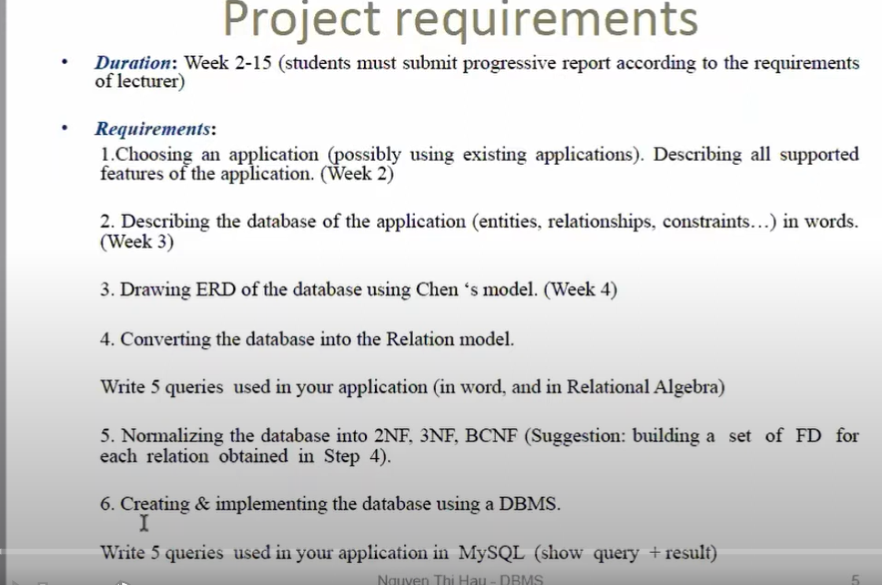 Project requirements
• Duration: Week 2-15 (students must submit progressive report according to the requirements
of lecturer)
• Requirements:
1.Choosing an application (possibly using existing applications). Describing all supported
features of the application. (Week 2)
2. Describing the database of the application (entities, relationships, constraints…) in words.
(Week 3)
3. Drawing ERD of the database using Chen ‘s model. (Week 4)
4. Converting the database into the Relation model.
Write 5 queries used in your application (in word, and in Relational Algebra)
5. Normalizing the database into 2NF, 3NF, BCNF (Suggestion: building a set of FD for
each relation obtained in Step 4).
6. Creating & implementing the database using a DBMS.
Write 5 queries used in your application in MySQL (show query + result)
Nguyen Thi Hau - DBMS
5